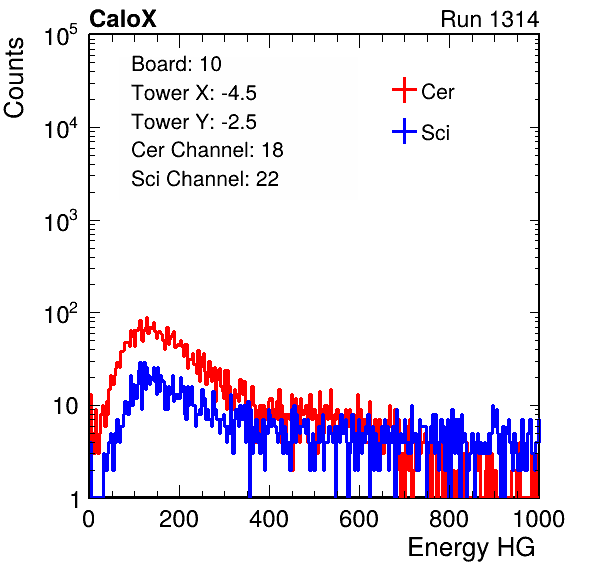 CaloX Run 1314
Counts
10^5
10^4
10^3
10^2
10
1
Board: 10
Tower X: -4.5
Tower Y: -2.5
Cer Channel: 18
Sci Channel: 22
Cer
Sci
0 200 400 600 800 1000
Energy HG